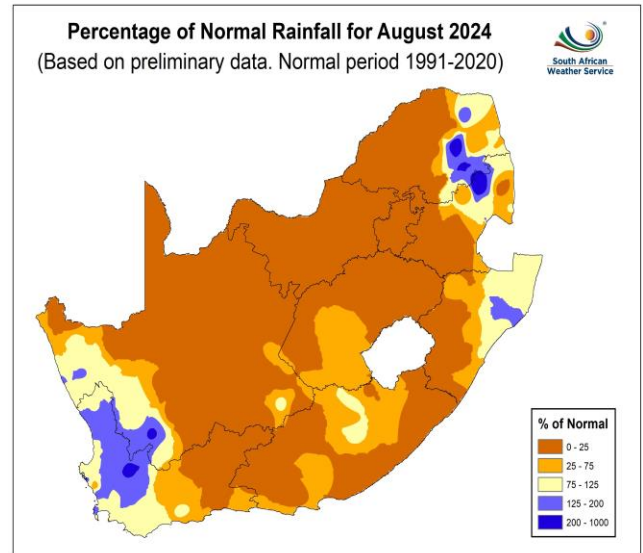 Percentage of Normal Rainfall for August 2024
(Based on preliminary data. Normal period 1991-2020)
South African
Weather Service
% of Normal
0 - 25
25 - 75
75 - 125
125 - 200
200 - 1000